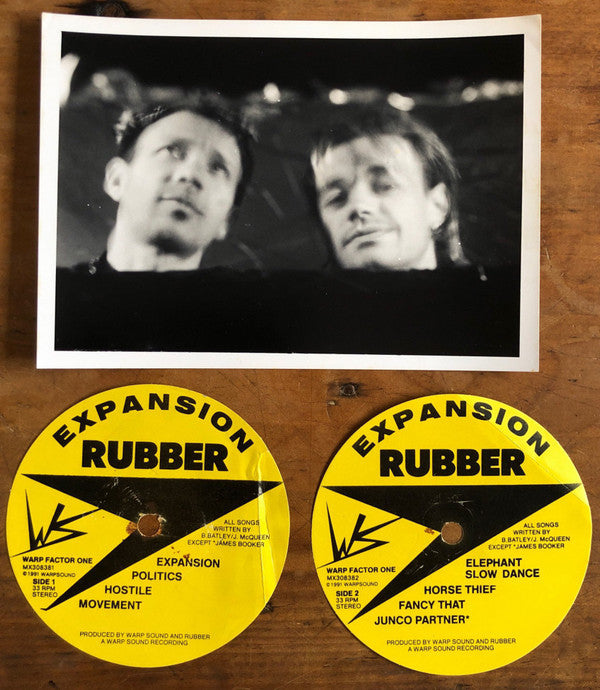 EXPANSION
RUBBER
WS
ALL SONGS
WRITTEN BY
B.BATLEY/J. McQUEEN
EXCEPT *JAMES BOOKER
WARP FACTOR ONE
MX308381
©1991 WARPSOUND
SIDE 1
33 RPM
STEREO
EXPANSION
POLITICS
HOSTILE
MOVEMENT
PRODUCED BY WARP SOUND AND RUBBER
A WARP SOUND RECORDING
EXPANSION
RUBBER
WS
ALL SONGS
WRITTEN BY
B.BATLEY/J. McQUEEN
EXCEPT *JAMES BOOKER
WARP FACTOR ONE
MX308382
©1991 WARPSOUND
SIDE 2
33 RPM
STEREO
ELEPHANT
SLOW DANCE
HORSE THIEF
FANCY THAT
JUNCO PARTNER*
PRODUCED BY WARP SOUND AND RUBBER
A WARP SOUND RECORDING